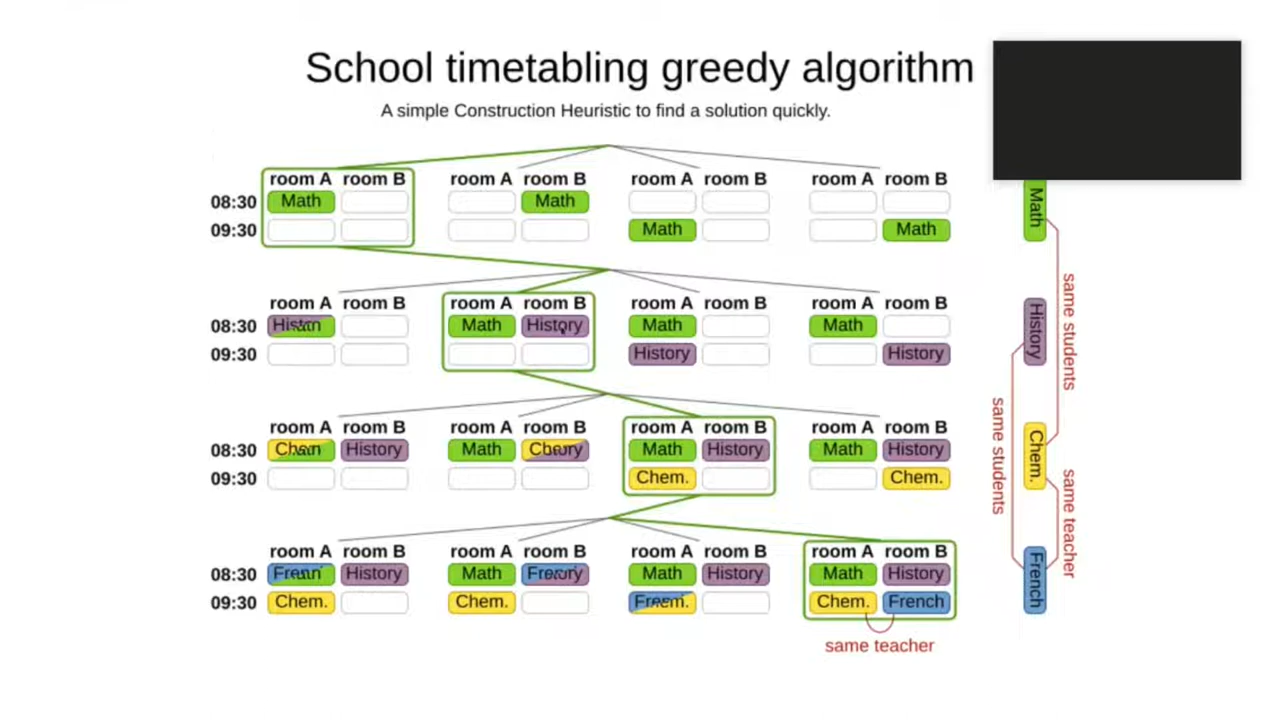 School timetabling greedy algorithm
A simple Construction Heuristic to find a solution quickly.
room A room B room A room B room A room B room A room B
08:30 Math Math
09:30 Math Math
room A room B room A room B room A room B room A room B
08:30 Math History Math Math
09:30 History History
room A room B room A room B room A room B room A room B
08:30 History Math Math History Math History
09:30 Chem. Chem.
room A room B room A room B room A room B room A room B
08:30 History Math Math History Math History
09:30 Chem. Chem. Chem. French
same teacher
Math
same students
History
same students
Chem.
same teacher
French